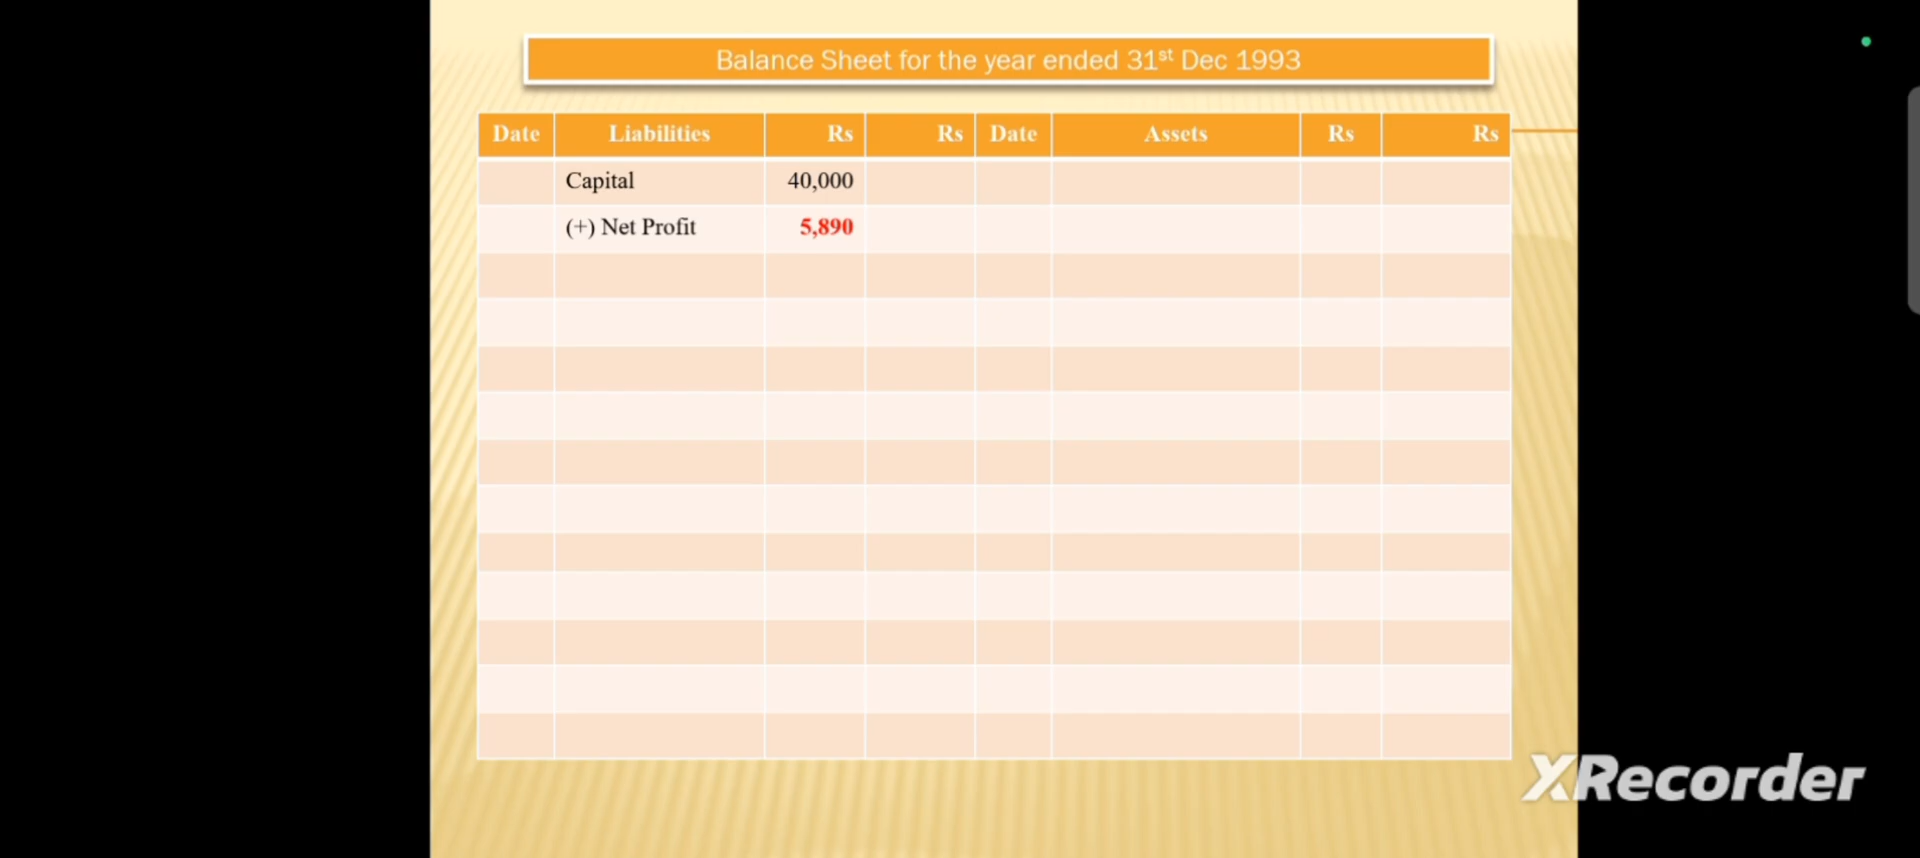 Balance Sheet for the year ended 31st Dec 1993
Date Liabilities Rs Rs Date Assets Rs Rs
Capital 40,000
(+) Net Profit 5,890
XRecorder